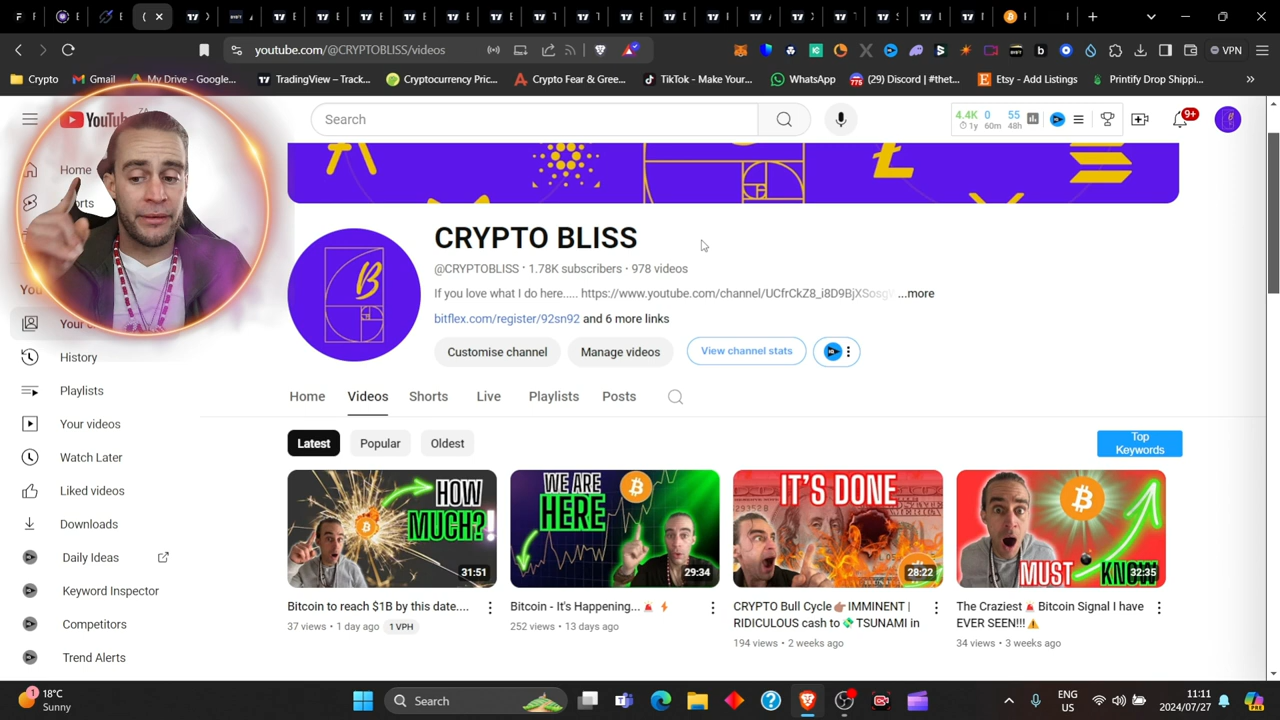 youtube.com/@CRYPTOBLISS/videos
VPN
Crypto
Gmail
My Drive - Google...
TradingView – Track...
Cryptocurrency Pric...
Crypto Fear & Gree...
TikTok - Make Your...
WhatsApp
(29) Discord | #thet...
Etsy - Add Listings
Printify Drop Shippi...
YouTube
ZA
Search
4.4K 0 55
1y 60m 48h
9+
Home
CRYPTO BLISS
@CRYPTOBLISS · 1.78K subscribers · 978 videos
If you love what I do here..... https://www.youtube.com/channel/UCfrCkZ8_i8D9BjXSosgV ...more
bitflex.com/register/92sn92 and 6 more links
Customise channel
Manage videos
View channel stats
History
Playlists
Your videos
Watch Later
Liked videos
Downloads
Daily Ideas
Keyword Inspector
Competitors
Trend Alerts
Home
Videos
Shorts
Live
Playlists
Posts
Latest
Popular
Oldest
Top
Keywords
HOW
MUCH?!
31:51
WE ARE
HERE
29:34
IT'S DONE
28:22
MUST KNOW
32:35
Bitcoin to reach $1B by this date....
37 views · 1 day ago 1 VPH
Bitcoin - It's Happening...🚨⚡
252 views · 13 days ago
CRYPTO Bull Cycle👉🏽IMMINENT |
RIDICULOUS cash to 💸TSUNAMI in
194 views · 2 weeks ago
The Craziest🚨Bitcoin Signal I have
EVER SEEN!!!⚠️
34 views · 3 weeks ago
18°C
Sunny
Search
ENG
US
11:11
2024/07/27